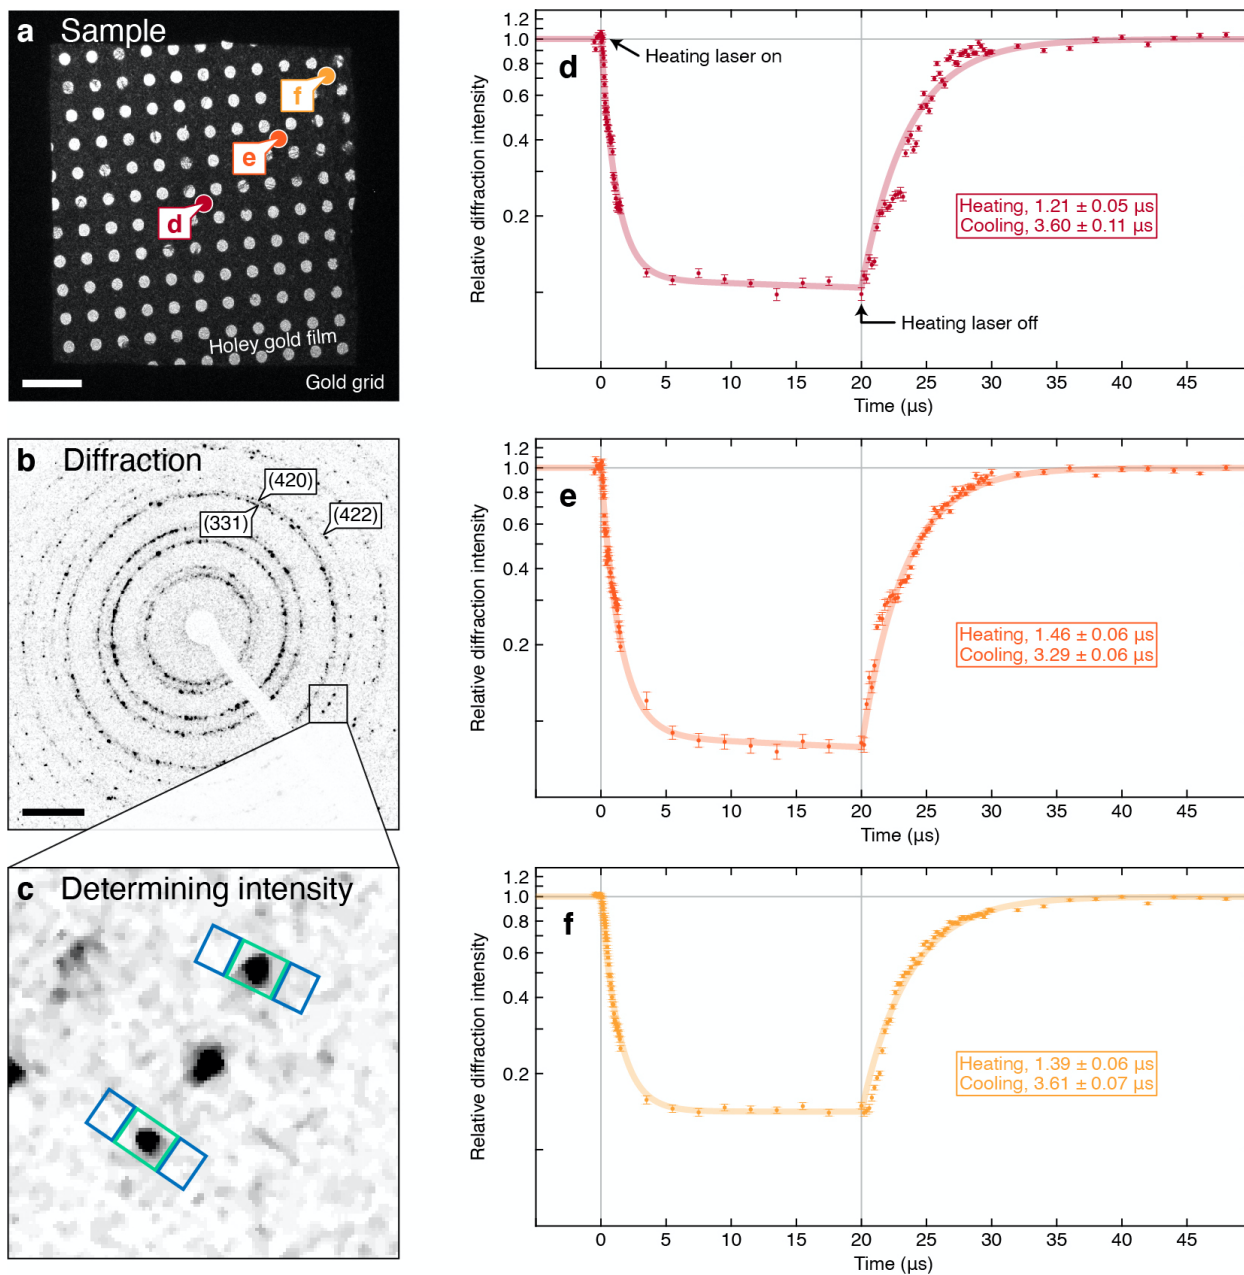 a Sample
f
e
d
Holey gold film
Gold grid
b Diffraction
(420)
(331)
(422)
c Determining intensity
d
Relative diffraction intensity
1.2
1.0
0.8
0.6
0.4
0.2
Heating laser on
Heating, 1.21 ± 0.05 µs
Cooling, 3.60 ± 0.11 µs
Heating laser off
0 5 10 15 20 25 30 35 40 45
Time (µs)
e
Relative diffraction intensity
1.2
1.0
0.8
0.6
0.4
0.2
Heating, 1.46 ± 0.06 µs
Cooling, 3.29 ± 0.06 µs
0 5 10 15 20 25 30 35 40 45
Time (µs)
f
Relative diffraction intensity
1.2
1.0
0.8
0.6
0.4
0.2
Heating, 1.39 ± 0.06 µs
Cooling, 3.61 ± 0.07 µs
0 5 10 15 20 25 30 35 40 45
Time (µs)